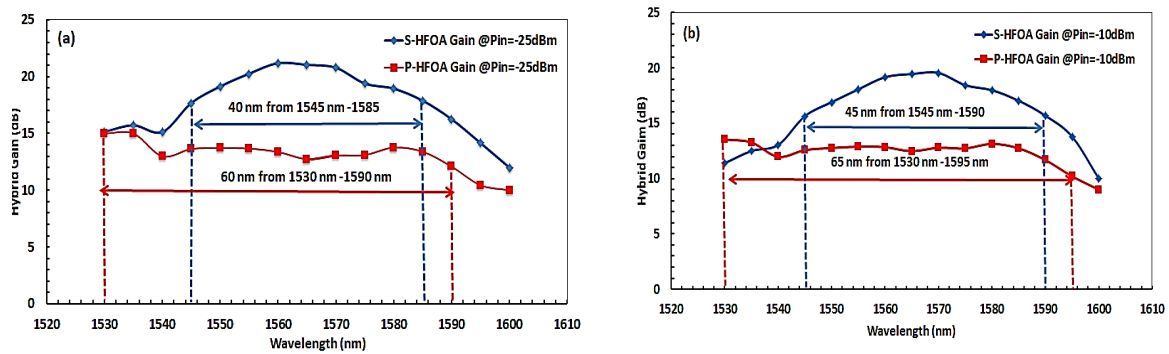 (a)
S-HFOA Gain @Pin=-25dBm
P-HFOA Gain @Pin=-25dBm
Hybrid Gain (dB)
25
20
15
10
5
0
40 nm from 1545 nm -1585
60 nm from 1530 nm -1590 nm
1520 1530 1540 1550 1560 1570 1580 1590 1600 1610
Wavelength (nm)
(b)
S-HFOA Gain @Pin=-10dBm
P-HFOA Gain @Pin=-10dBm
Hybrid Gain (dB)
25
20
15
10
5
0
45 nm from 1545 nm -1590
65 nm from 1530 nm -1595 nm
1520 1530 1540 1550 1560 1570 1580 1590 1600 1610
Wavelength (nm)